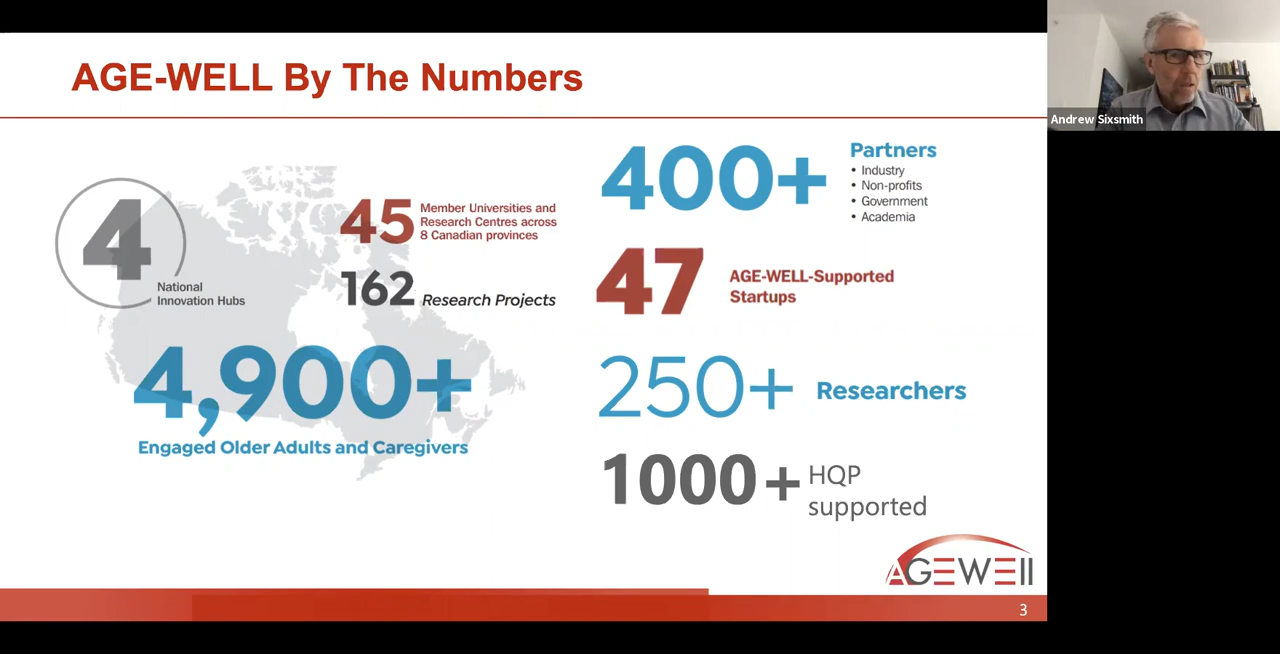 AGE-WELL By The Numbers
Andrew Sixsmith
4
National
Innovation Hubs
45
Member Universities and
Research Centres across
8 Canadian provinces
162 Research Projects
4,900+
Engaged Older Adults and Caregivers
400+
Partners
• Industry
• Non-profits
• Government
• Academia
47
AGE-WELL-Supported
Startups
250+ Researchers
1000+
HQP
supported
AGEWELL
3